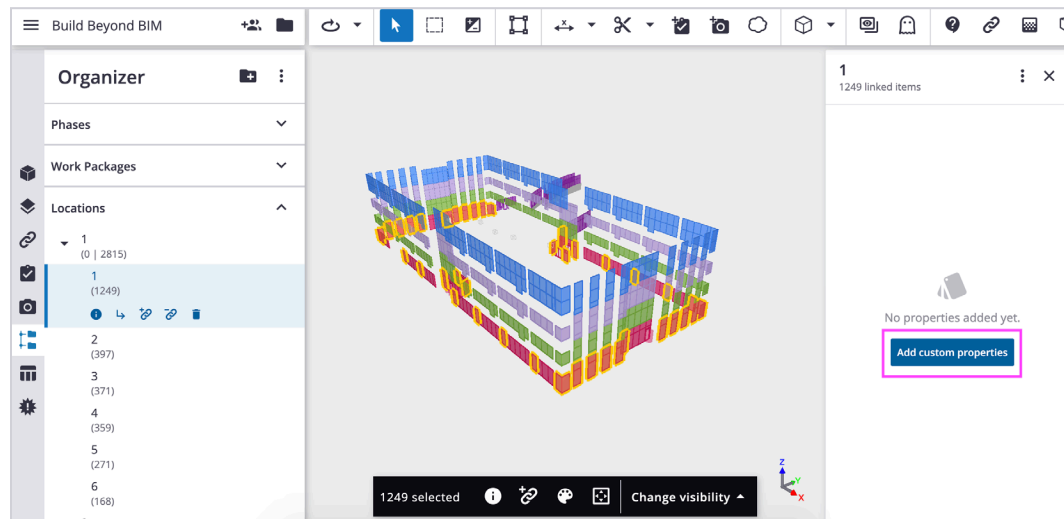 Build Beyond BIM
Organizer
Phases
Work Packages
Locations
1
(0 | 2815)
1
(1249)
2
(397)
3
(371)
4
(359)
5
(271)
6
(168)
x
1249 selected
Change visibility
Z
Y
X
1
1249 linked items
No properties added yet.
Add custom properties